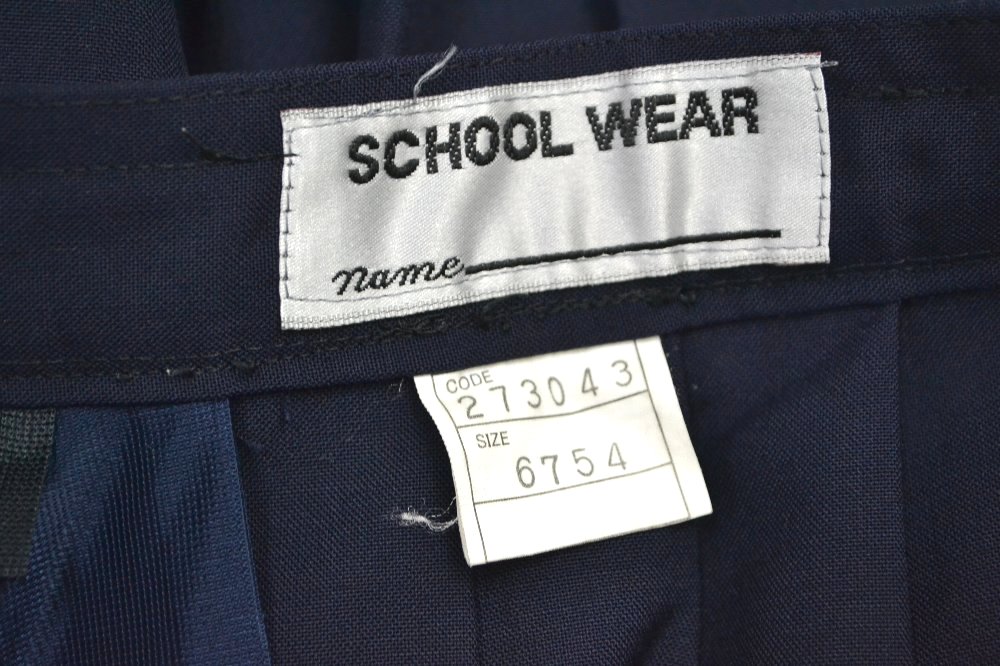 SCHOOL WEAR
name
CODE
273043
SIZE
6754